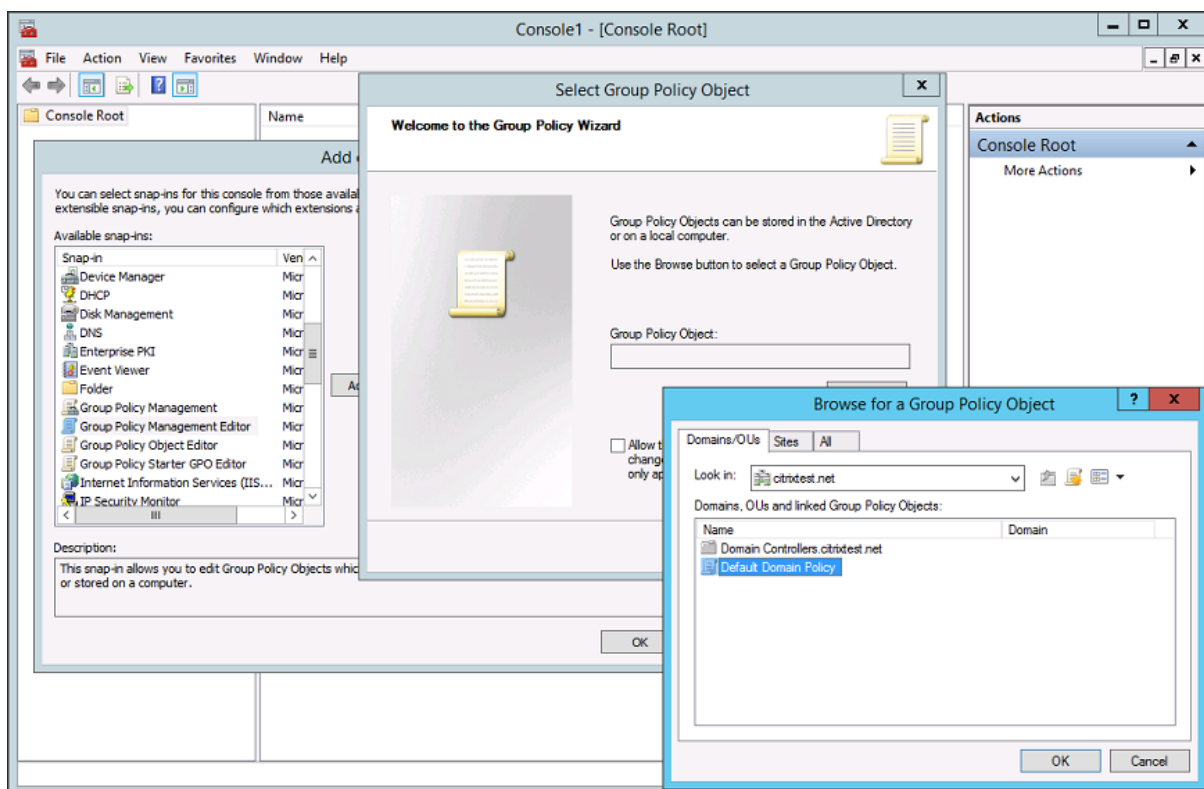 Console1 - [Console Root]
File Action View Favorites Window Help
Console Root
Name
Actions
Console Root
More Actions
Add
You can select snap-ins for this console from those availab
extensible snap-ins, you can configure which extensions a
Available snap-ins:
Snap-in Ven
Device Manager Micr
DHCP Micr
Disk Management Micr
DNS Micr
Enterprise PKI Micr
Event Viewer Micr
Folder Micr
Group Policy Management Micr
Group Policy Management Editor Micr
Group Policy Object Editor Micr
Group Policy Starter GPO Editor Micr
Internet Information Services (IIS... Micr
IP Security Monitor Micr
Description:
This snap-in allows you to edit Group Policy Objects whic
or stored on a computer.
OK
Select Group Policy Object
Welcome to the Group Policy Wizard
Group Policy Objects can be stored in the Active Directory
or on a local computer.
Use the Browse button to select a Group Policy Object.
Group Policy Object:
Allow t
change
only ap
Browse for a Group Policy Object
Domains/OUs Sites All
Look in: citrixtest.net
Domains, OUs and linked Group Policy Objects:
Name Domain
Domain Controllers.citrixtest.net
Default Domain Policy
OK Cancel